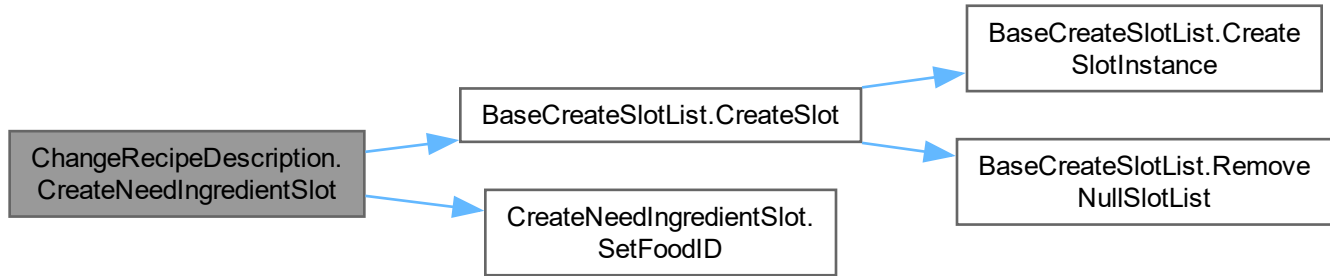 ChangeRecipeDescription.
CreateNeedIngredientSlot
BaseCreateSlotList.CreateSlot
BaseCreateSlotList.Create
SlotInstance
BaseCreateSlotList.Remove
NullSlotList
CreateNeedIngredientSlot.
SetFoodID